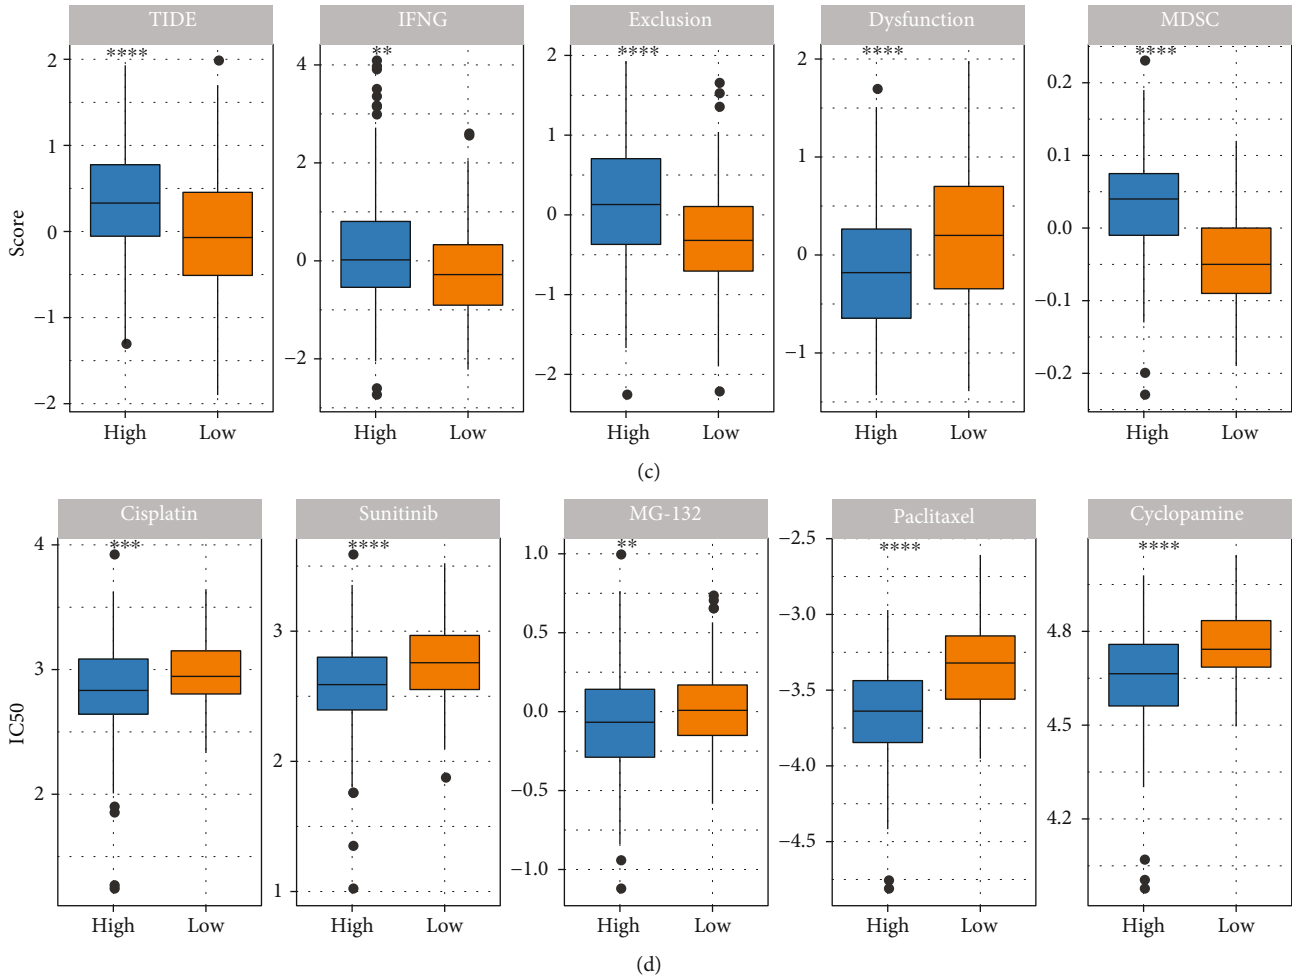 TIDE IFNG Exclusion Dysfunction MDSC
**** ** **** **** ****
Score
2 1 0 −1 −2
4 2 0 −2
2 1 0 −1 −2
2 1 0 −1
0.2 0.1 0.0 −0.1 −0.2
High Low High Low High Low High Low High Low
(c)
Cisplatin Sunitinib MG-132 Paclitaxel Cyclopamine
*** **** ** **** ****
IC50
4 3 2
3 2 1
1.0 0.5 0.0 −0.5 −1.0
−2.5 −3.0 −3.5 −4.0 −4.5
4.8 4.5 4.2
High Low High Low High Low High Low High Low
(d)